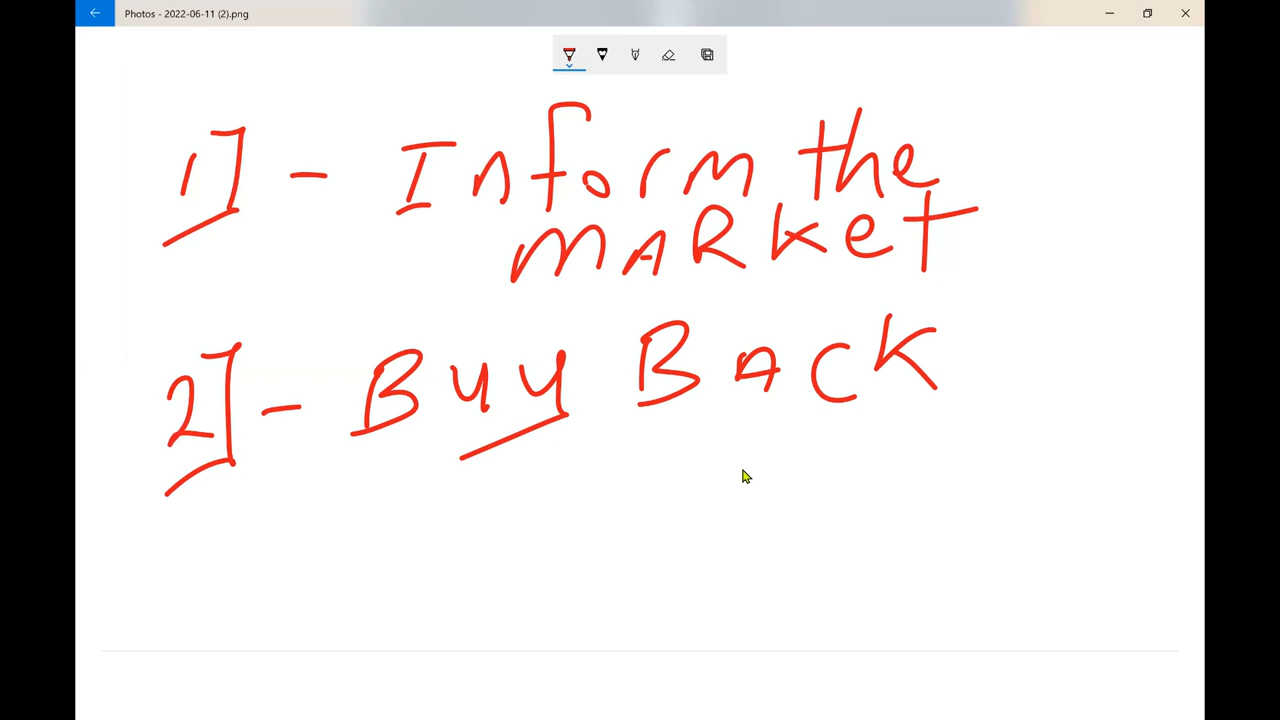 Photos - 2022-06-11 (2).png
1] - Inform the
MARKet
2] - Buy BACK